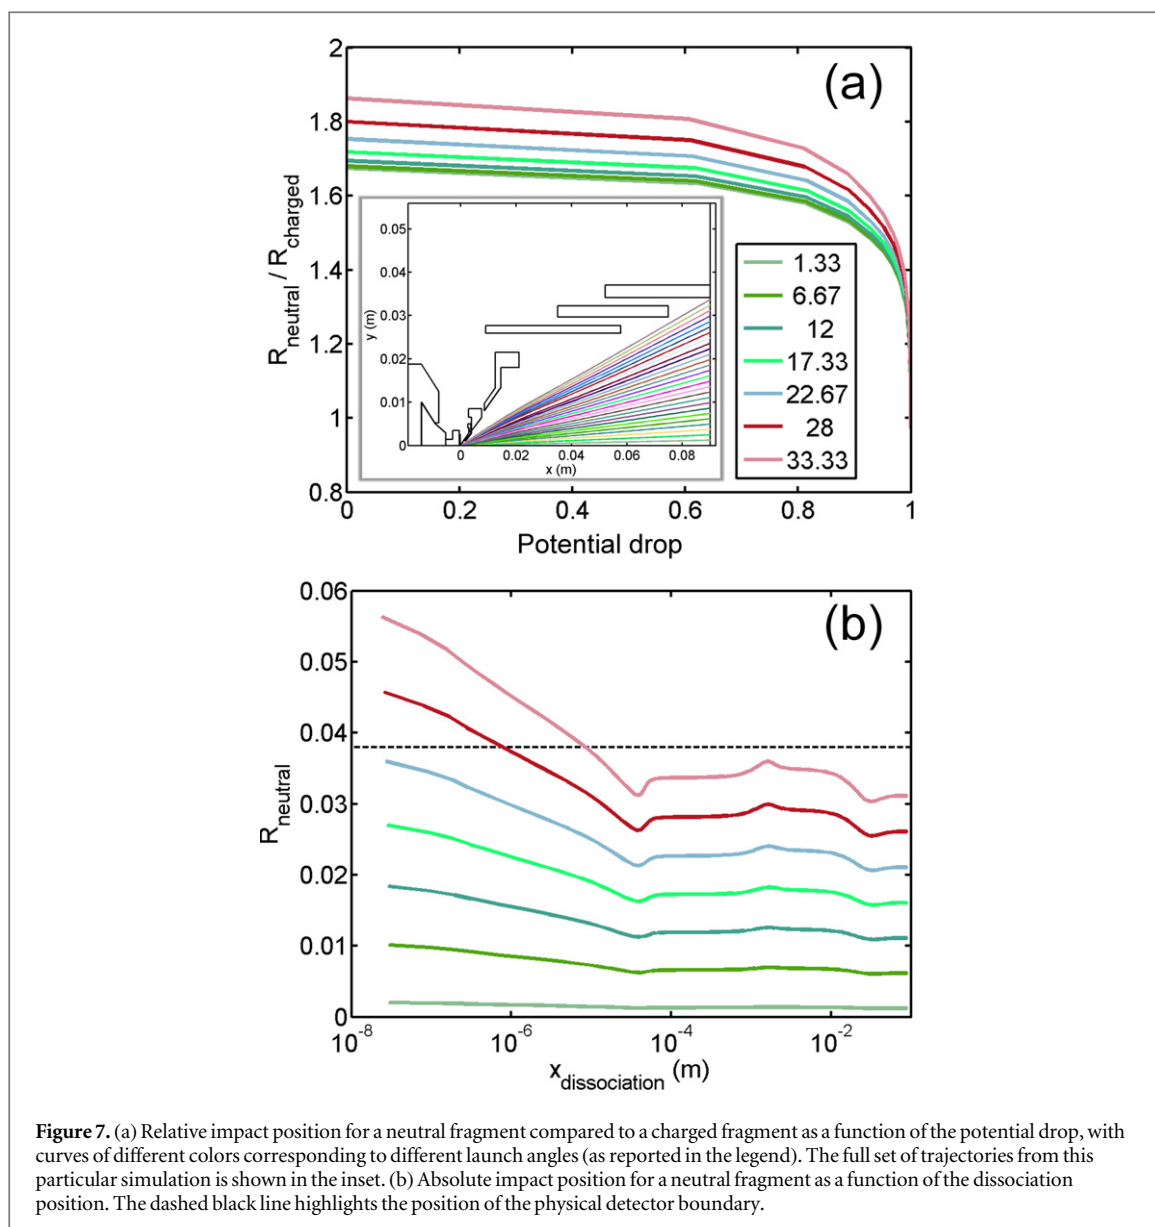 2
1.8
1.6
1.4
1.2
1
0.8
R_neutral / R_charged
(a)
0.05
0.04
0.03
0.02
0.01
0
y (m)
0 0.02 0.04 0.06 0.08
x (m)
1.33
6.67
12
17.33
22.67
28
33.33
0 0.2 0.4 0.6 0.8 1
Potential drop
0.06
0.05
0.04
0.03
0.02
0.01
0
R_neutral
(b)
10^-8 10^-6 10^-4 10^-2
x_dissociation (m)
Figure 7. (a) Relative impact position for a neutral fragment compared to a charged fragment as a function of the potential drop, with
curves of different colors corresponding to different launch angles (as reported in the legend). The full set of trajectories from this
particular simulation is shown in the inset. (b) Absolute impact position for a neutral fragment as a function of the dissociation
position. The dashed black line highlights the position of the physical detector boundary.